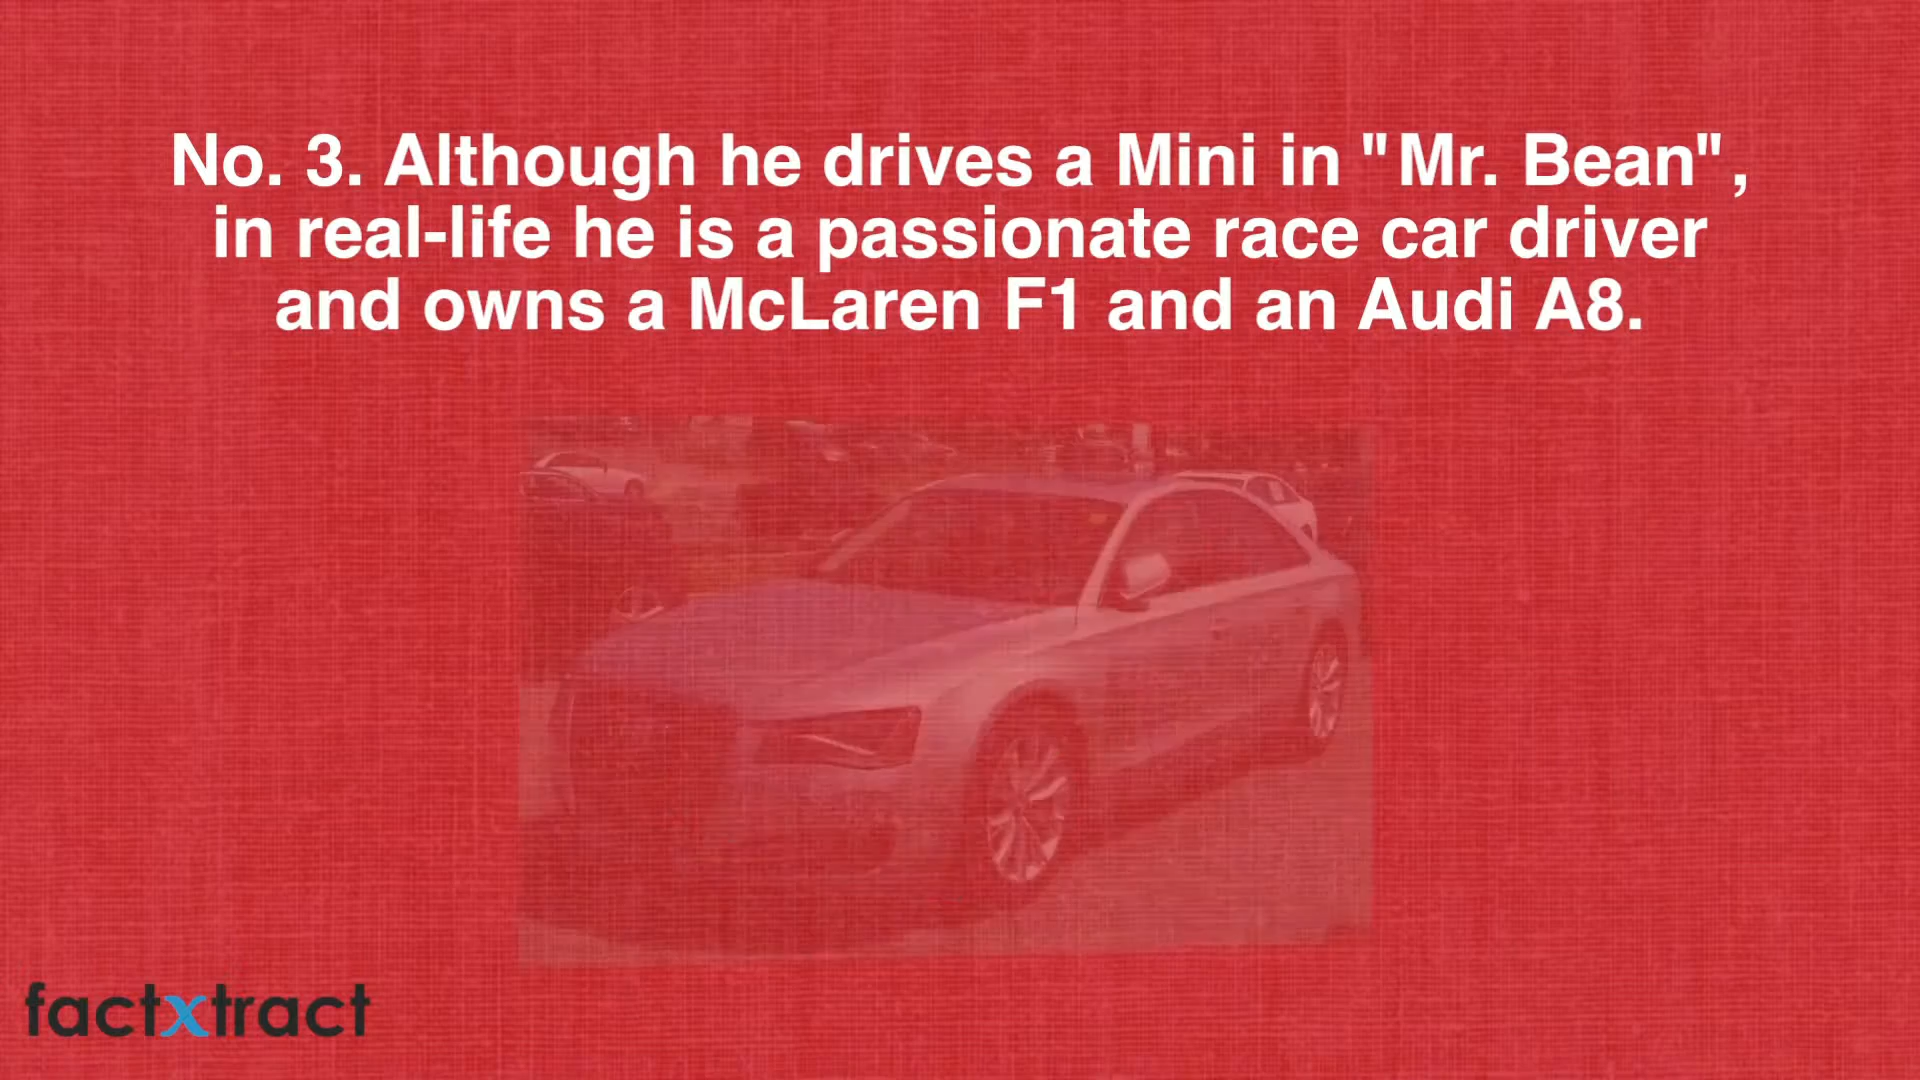 No. 3. Although he drives a Mini in "Mr. Bean",
in real-life he is a passionate race car driver
and owns a McLaren F1 and an Audi A8.
factxtract